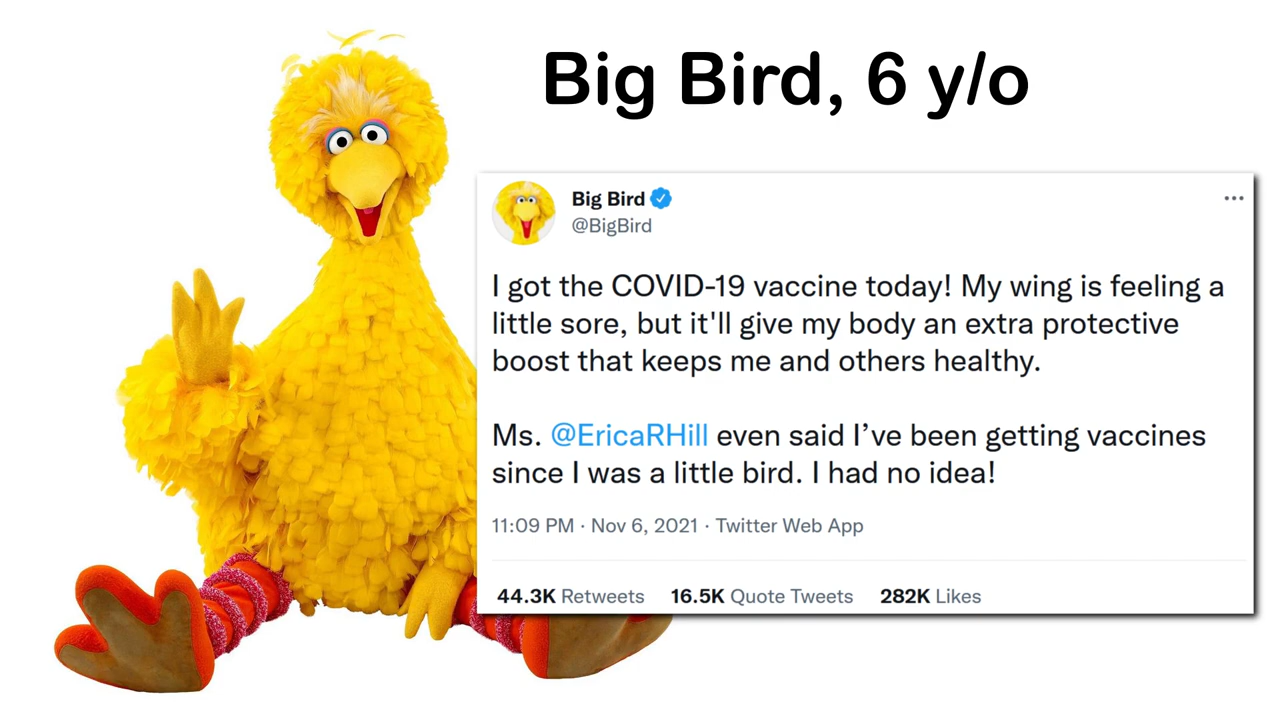 Big Bird, 6 y/o
Big Bird
@BigBird
I got the COVID-19 vaccine today! My wing is feeling a
little sore, but it'll give my body an extra protective
boost that keeps me and others healthy.
Ms. @EricaRHill even said I’ve been getting vaccines
since I was a little bird. I had no idea!
11:09 PM · Nov 6, 2021 · Twitter Web App
44.3K Retweets 16.5K Quote Tweets 282K Likes